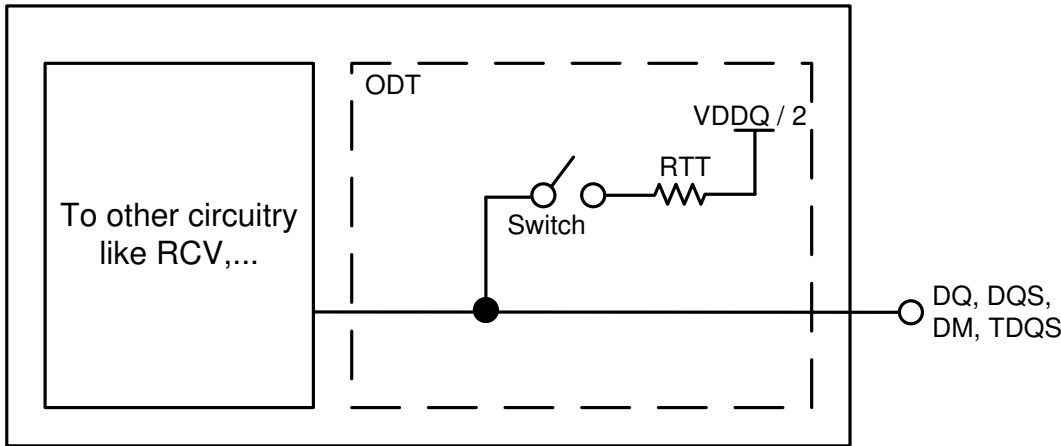 ODT
VDDQ / 2
RTT
Switch
To other circuitry
like RCV,...
DQ, DQS,
DM, TDQS